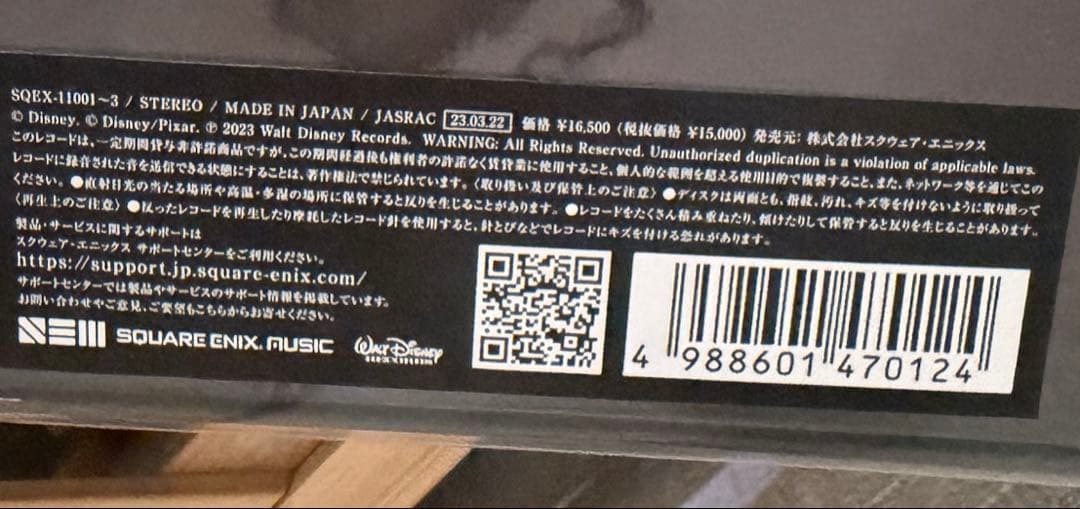 SQEX-11001~3 / STEREO / MADE IN JAPAN / JASRAC 23.03.22 価格 ¥16,500 (税抜価格 ¥15,000) 発売元: 株式会社スクウェア・エニックス
© Disney. © Disney/Pixar. ℗ 2023 Walt Disney Records. WARNING: All Rights Reserved. Unauthorized duplication is a violation of applicable laws.
このレコードは、一定期間貸与非許諾商品ですが、この期間経過後も権利者の許諾なく賃貸業に使用すること、個人的な範囲を超える使用目的で複製すること、また、ネットワーク等を通じてこの
レコードに録音された音を送信できる状態にすることは、著作権法で禁じられています。〈取り扱い及び保管上のご注意〉●ディスクは両面とも、指紋、汚れ、キズ等を付けないように取り扱って
ください。●直射日光の当たる場所や高温・多湿の場所に保管すると反りを生じることがあります。●レコードをたくさん積み重ねたり、傾けたりして保管すると反りを生じることがあります。
〈再生上のご注意〉●反ったレコードを再生したり摩耗したレコード針を使用すると、針とびなどでレコードにキズを付ける恐れがあります。
製品・サービスに関するサポートは
スクウェア・エニックス サポートセンターをご利用ください。
https://support.jp.square-enix.com/
サポートセンターでは製品やサービスのサポート情報を掲載しています。
お問い合わせやご意見、ご要望もこちらからお寄せください。
SEM SQUARE ENIX. MUSIC WALT DISNEY RECORDS
4 988601 470124